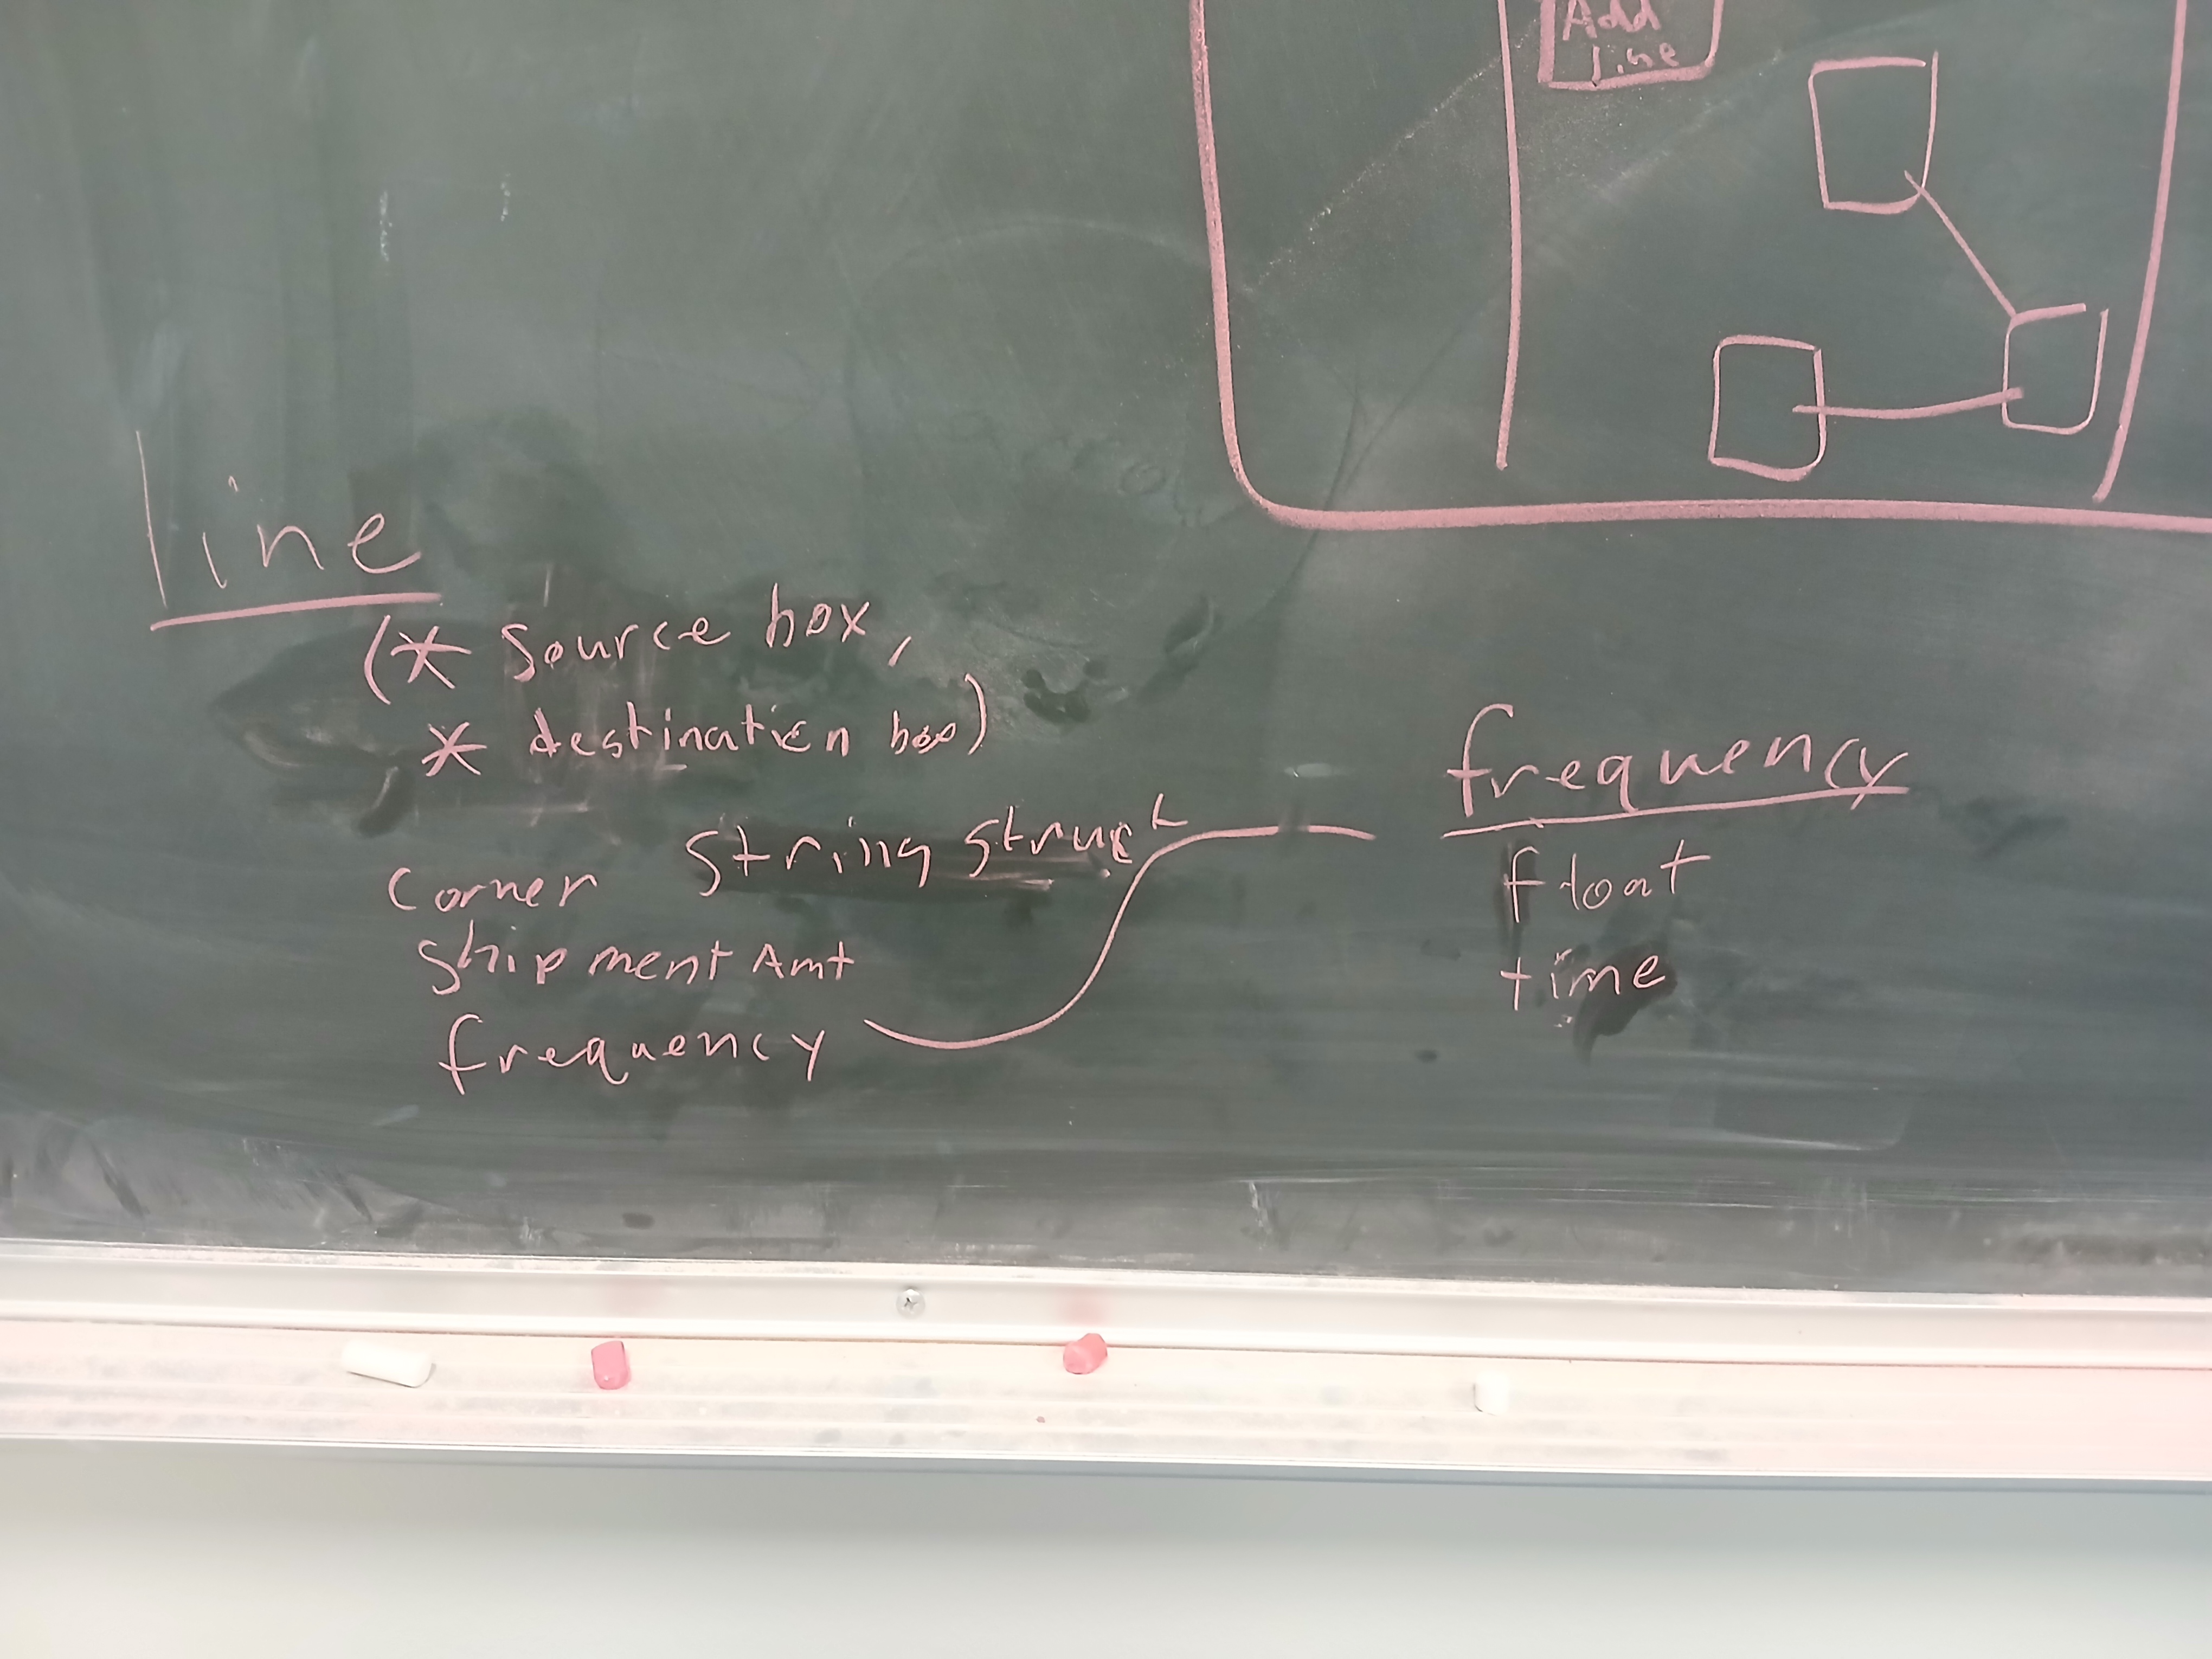 Add
line
line
(* source box,
* destination box)
corner string struct
shipment Amt
frequency
frequency
float
time